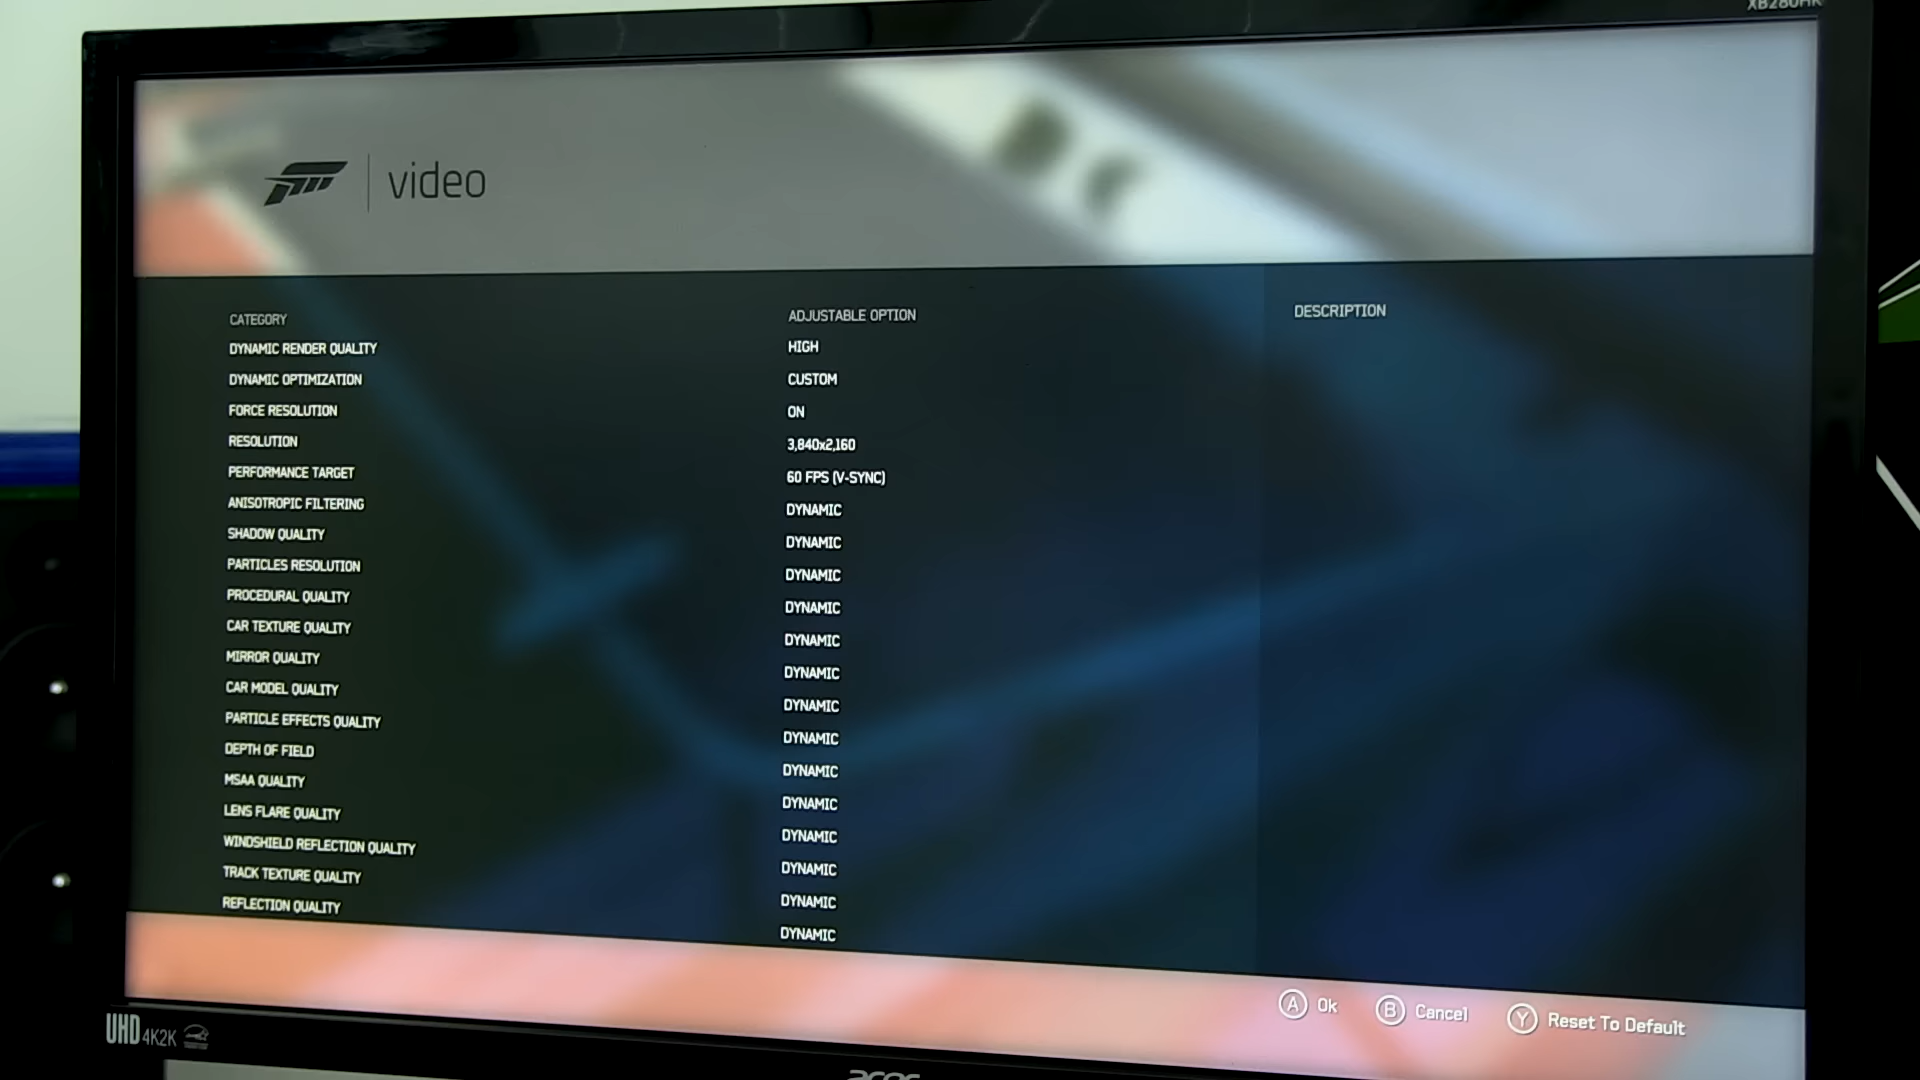 XB280HK
video
CATEGORY ADJUSTABLE OPTION DESCRIPTION
DYNAMIC RENDER QUALITY HIGH
DYNAMIC OPTIMIZATION CUSTOM
FORCE RESOLUTION ON
RESOLUTION 3,840x2,160
PERFORMANCE TARGET 60 FPS (V-SYNC)
ANISOTROPIC FILTERING DYNAMIC
SHADOW QUALITY DYNAMIC
PARTICLES RESOLUTION DYNAMIC
PROCEDURAL QUALITY DYNAMIC
CAR TEXTURE QUALITY DYNAMIC
MIRROR QUALITY DYNAMIC
CAR MODEL QUALITY DYNAMIC
PARTICLE EFFECTS QUALITY DYNAMIC
DEPTH OF FIELD DYNAMIC
MSAA QUALITY DYNAMIC
LENS FLARE QUALITY DYNAMIC
WINDSHIELD REFLECTION QUALITY DYNAMIC
TRACK TEXTURE QUALITY DYNAMIC
REFLECTION QUALITY DYNAMIC
A Ok B Cancel Y Reset To Default
UHD 4K2K
acer